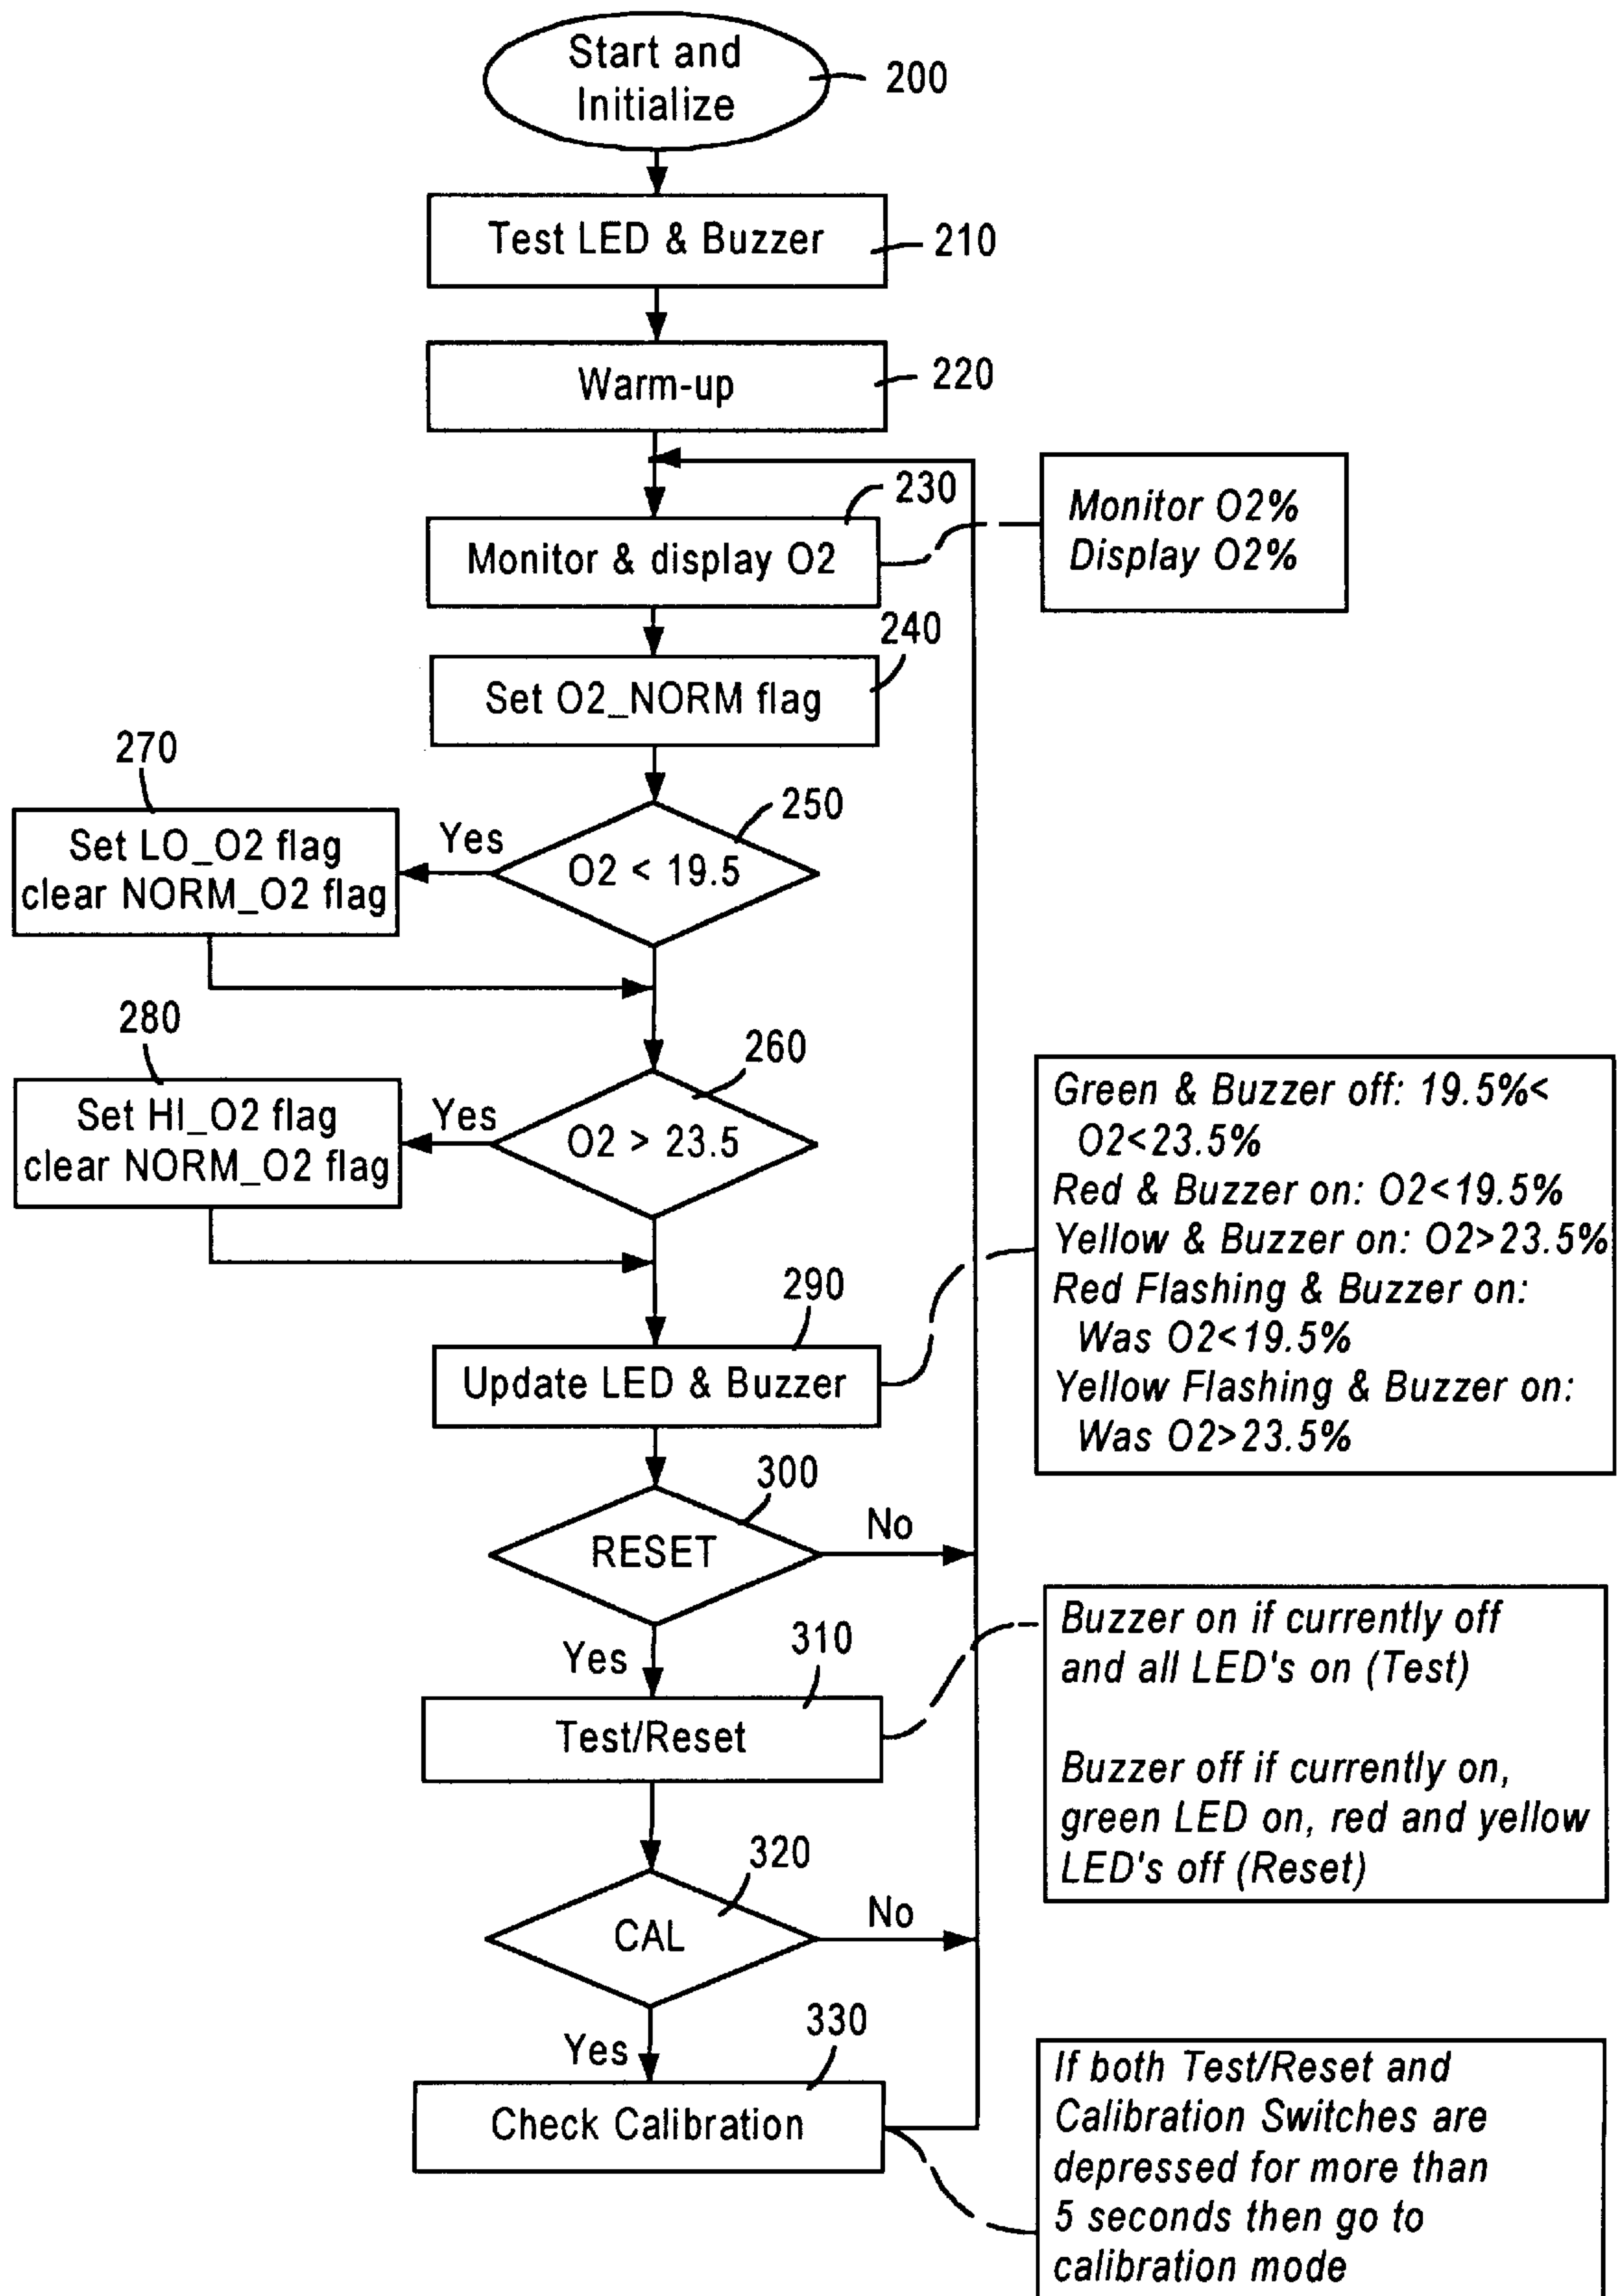 Start and
Initialize
200
Test LED & Buzzer
210
Warm-up
220
230
Monitor & display O2
Monitor O2%
Display O2%
240
Set O2_NORM flag
270
250
Set LO_O2 flag
clear NORM_O2 flag
Yes
O2 < 19.5
280
260
Set HI_O2 flag
clear NORM_O2 flag
Yes
O2 > 23.5
Green & Buzzer off: 19.5%<
O2<23.5%
Red & Buzzer on: O2<19.5%
Yellow & Buzzer on: O2>23.5%
Red Flashing & Buzzer on:
Was O2<19.5%
Yellow Flashing & Buzzer on:
Was O2>23.5%
290
Update LED & Buzzer
300
RESET
No
Yes
310
Test/Reset
Buzzer on if currently off
and all LED's on (Test)
Buzzer off if currently on,
green LED on, red and yellow
LED's off (Reset)
320
CAL
No
Yes
330
Check Calibration
If both Test/Reset and
Calibration Switches are
depressed for more than
5 seconds then go to
calibration mode